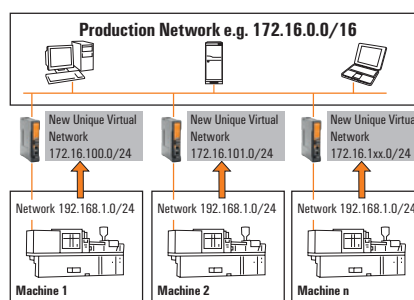 Production Network e.g. 172.16.0.0/16
New Unique Virtual
Network
172.16.100.0/24
New Unique Virtual
Network
172.16.101.0/24
New Unique Virtual
Network
172.16.1xx.0/24
Network 192.168.1.0/24
Network 192.168.1.0/24
Network 192.168.1.0/24
Machine 1
Machine 2
Machine n